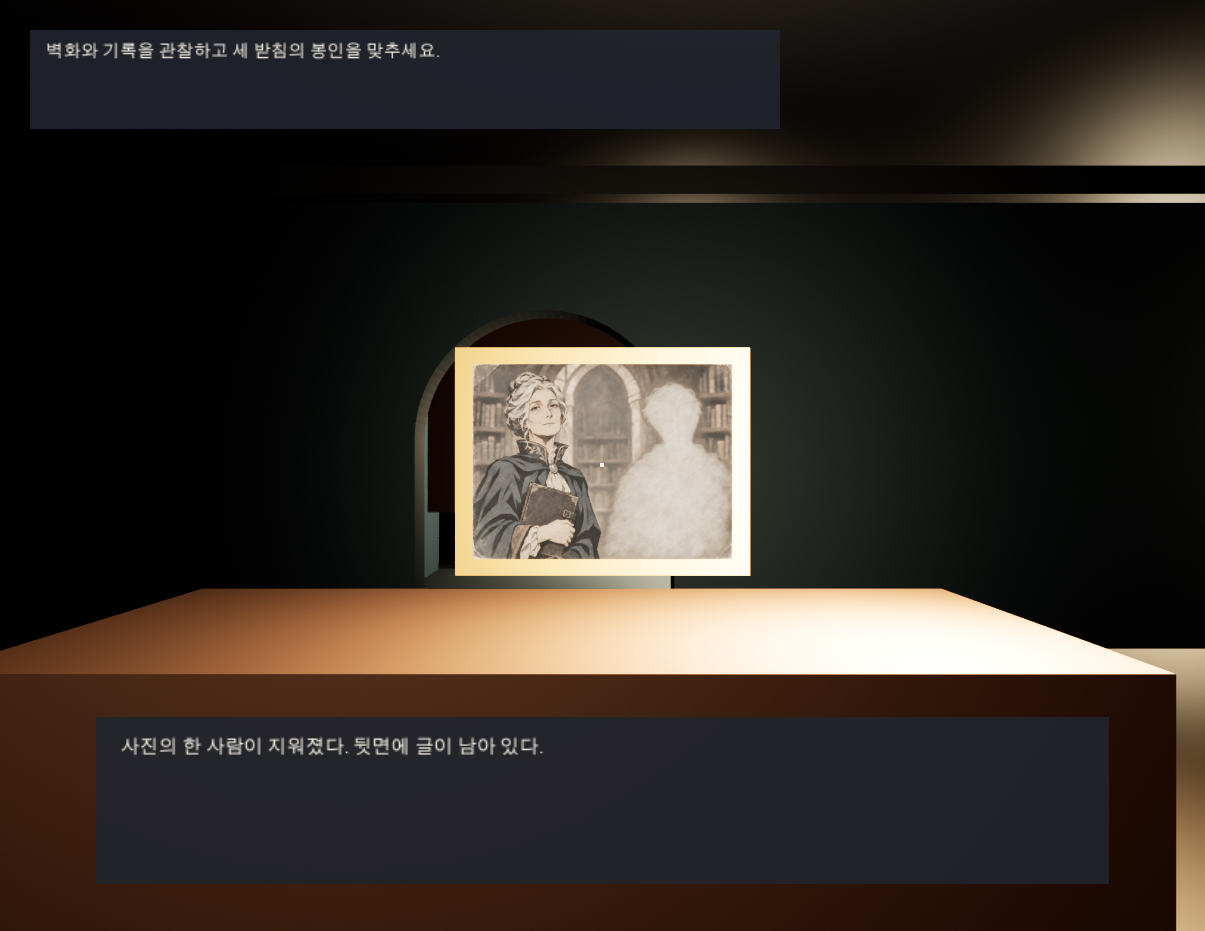 벽화와 기록을 관찰하고 세 받침의 봉인을 맞추세요.
사진의 한 사람이 지워졌다. 뒷면에 글이 남아 있다.